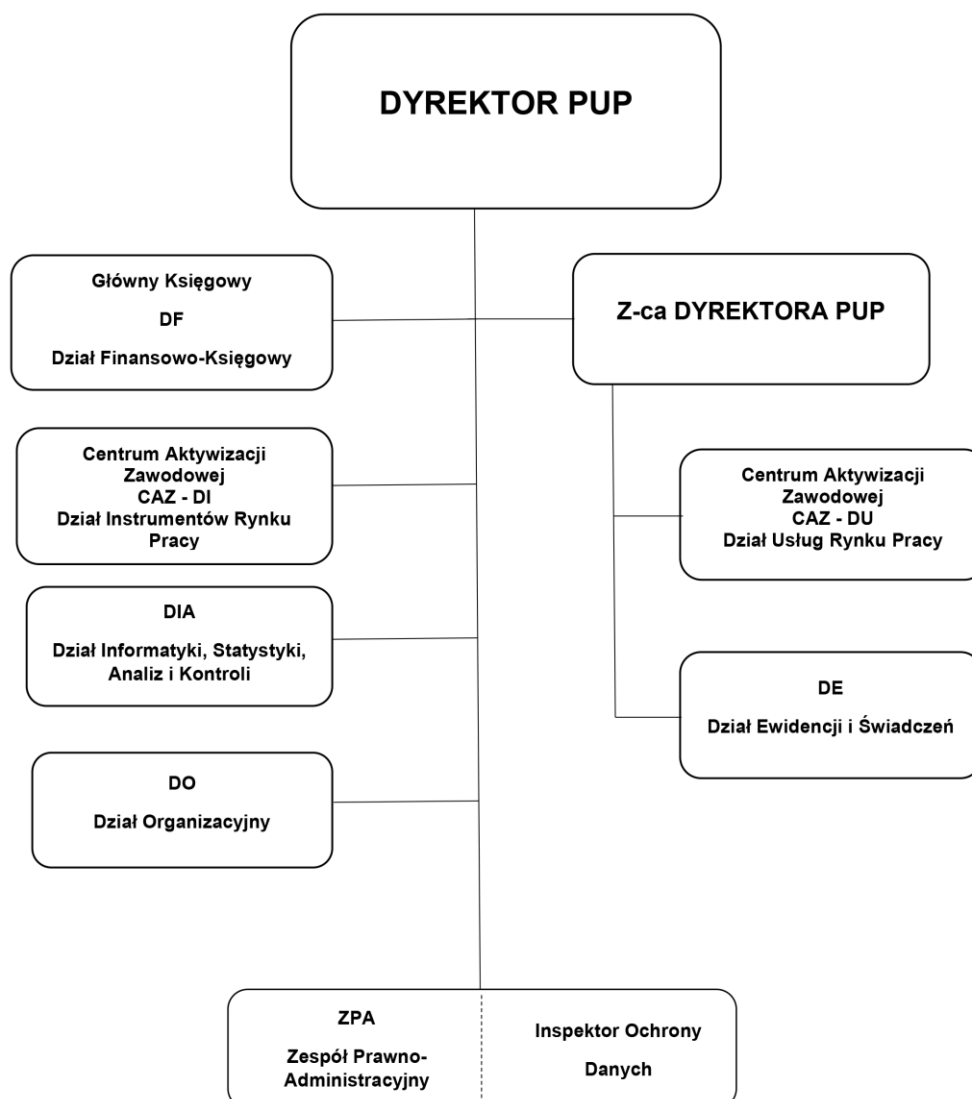 DYREKTOR PUP
Główny Księgowy
DF
Dział Finansowo-Księgowy
Z-ca DYREKTORA PUP
Centrum Aktywizacji
Zawodowej
CAZ - DI
Dział Instrumentów Rynku
Pracy
Centrum Aktywizacji
Zawodowej
CAZ - DU
Dział Usług Rynku Pracy
DIA
Dział Informatyki, Statystyki,
Analiz i Kontroli
DE
Dział Ewidencji i Świadczeń
DO
Dział Organizacyjny
ZPA
Zespół Prawno-
Administracyjny
Inspektor Ochrony
Danych